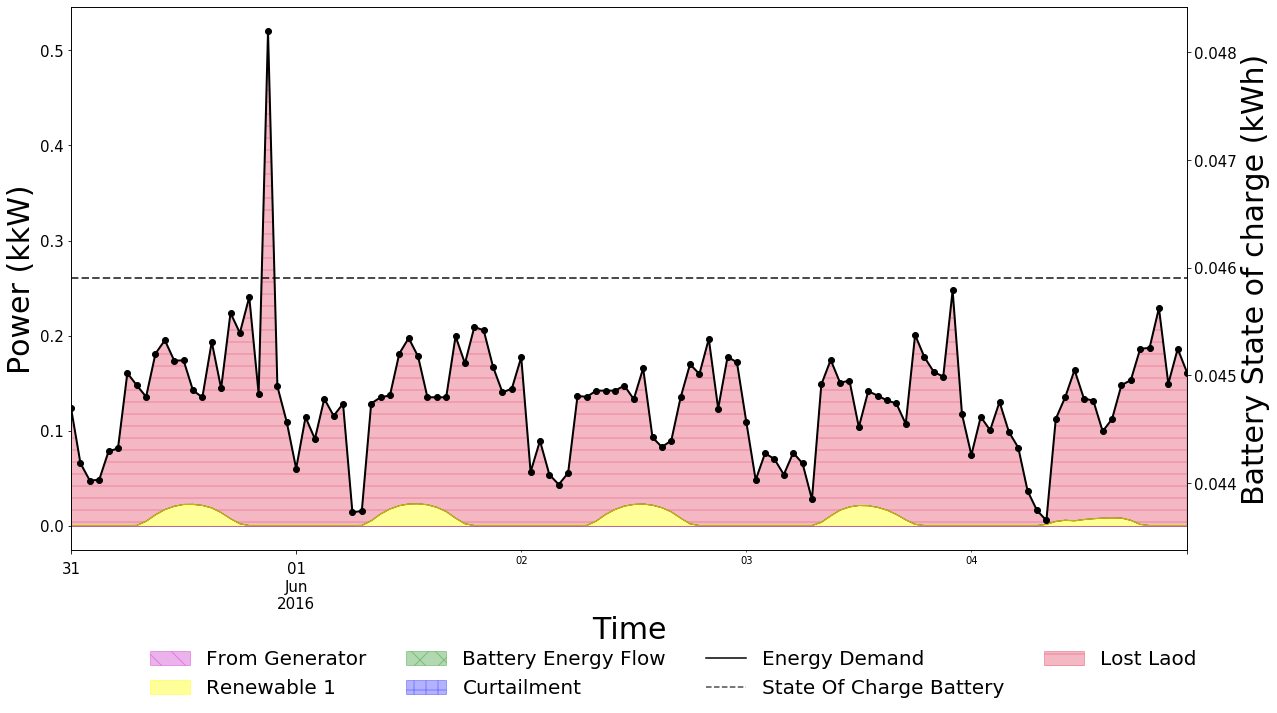 Power (kkW)
0.5
0.4
0.3
0.2
0.1
0.0
0.048
0.047
0.046
0.045
0.044
Battery State of charge (kWh)
31
01
Jun
2016
02
03
04
Time
From Generator
Battery Energy Flow
Energy Demand
Lost Laod
Renewable 1
Curtailment
State Of Charge Battery